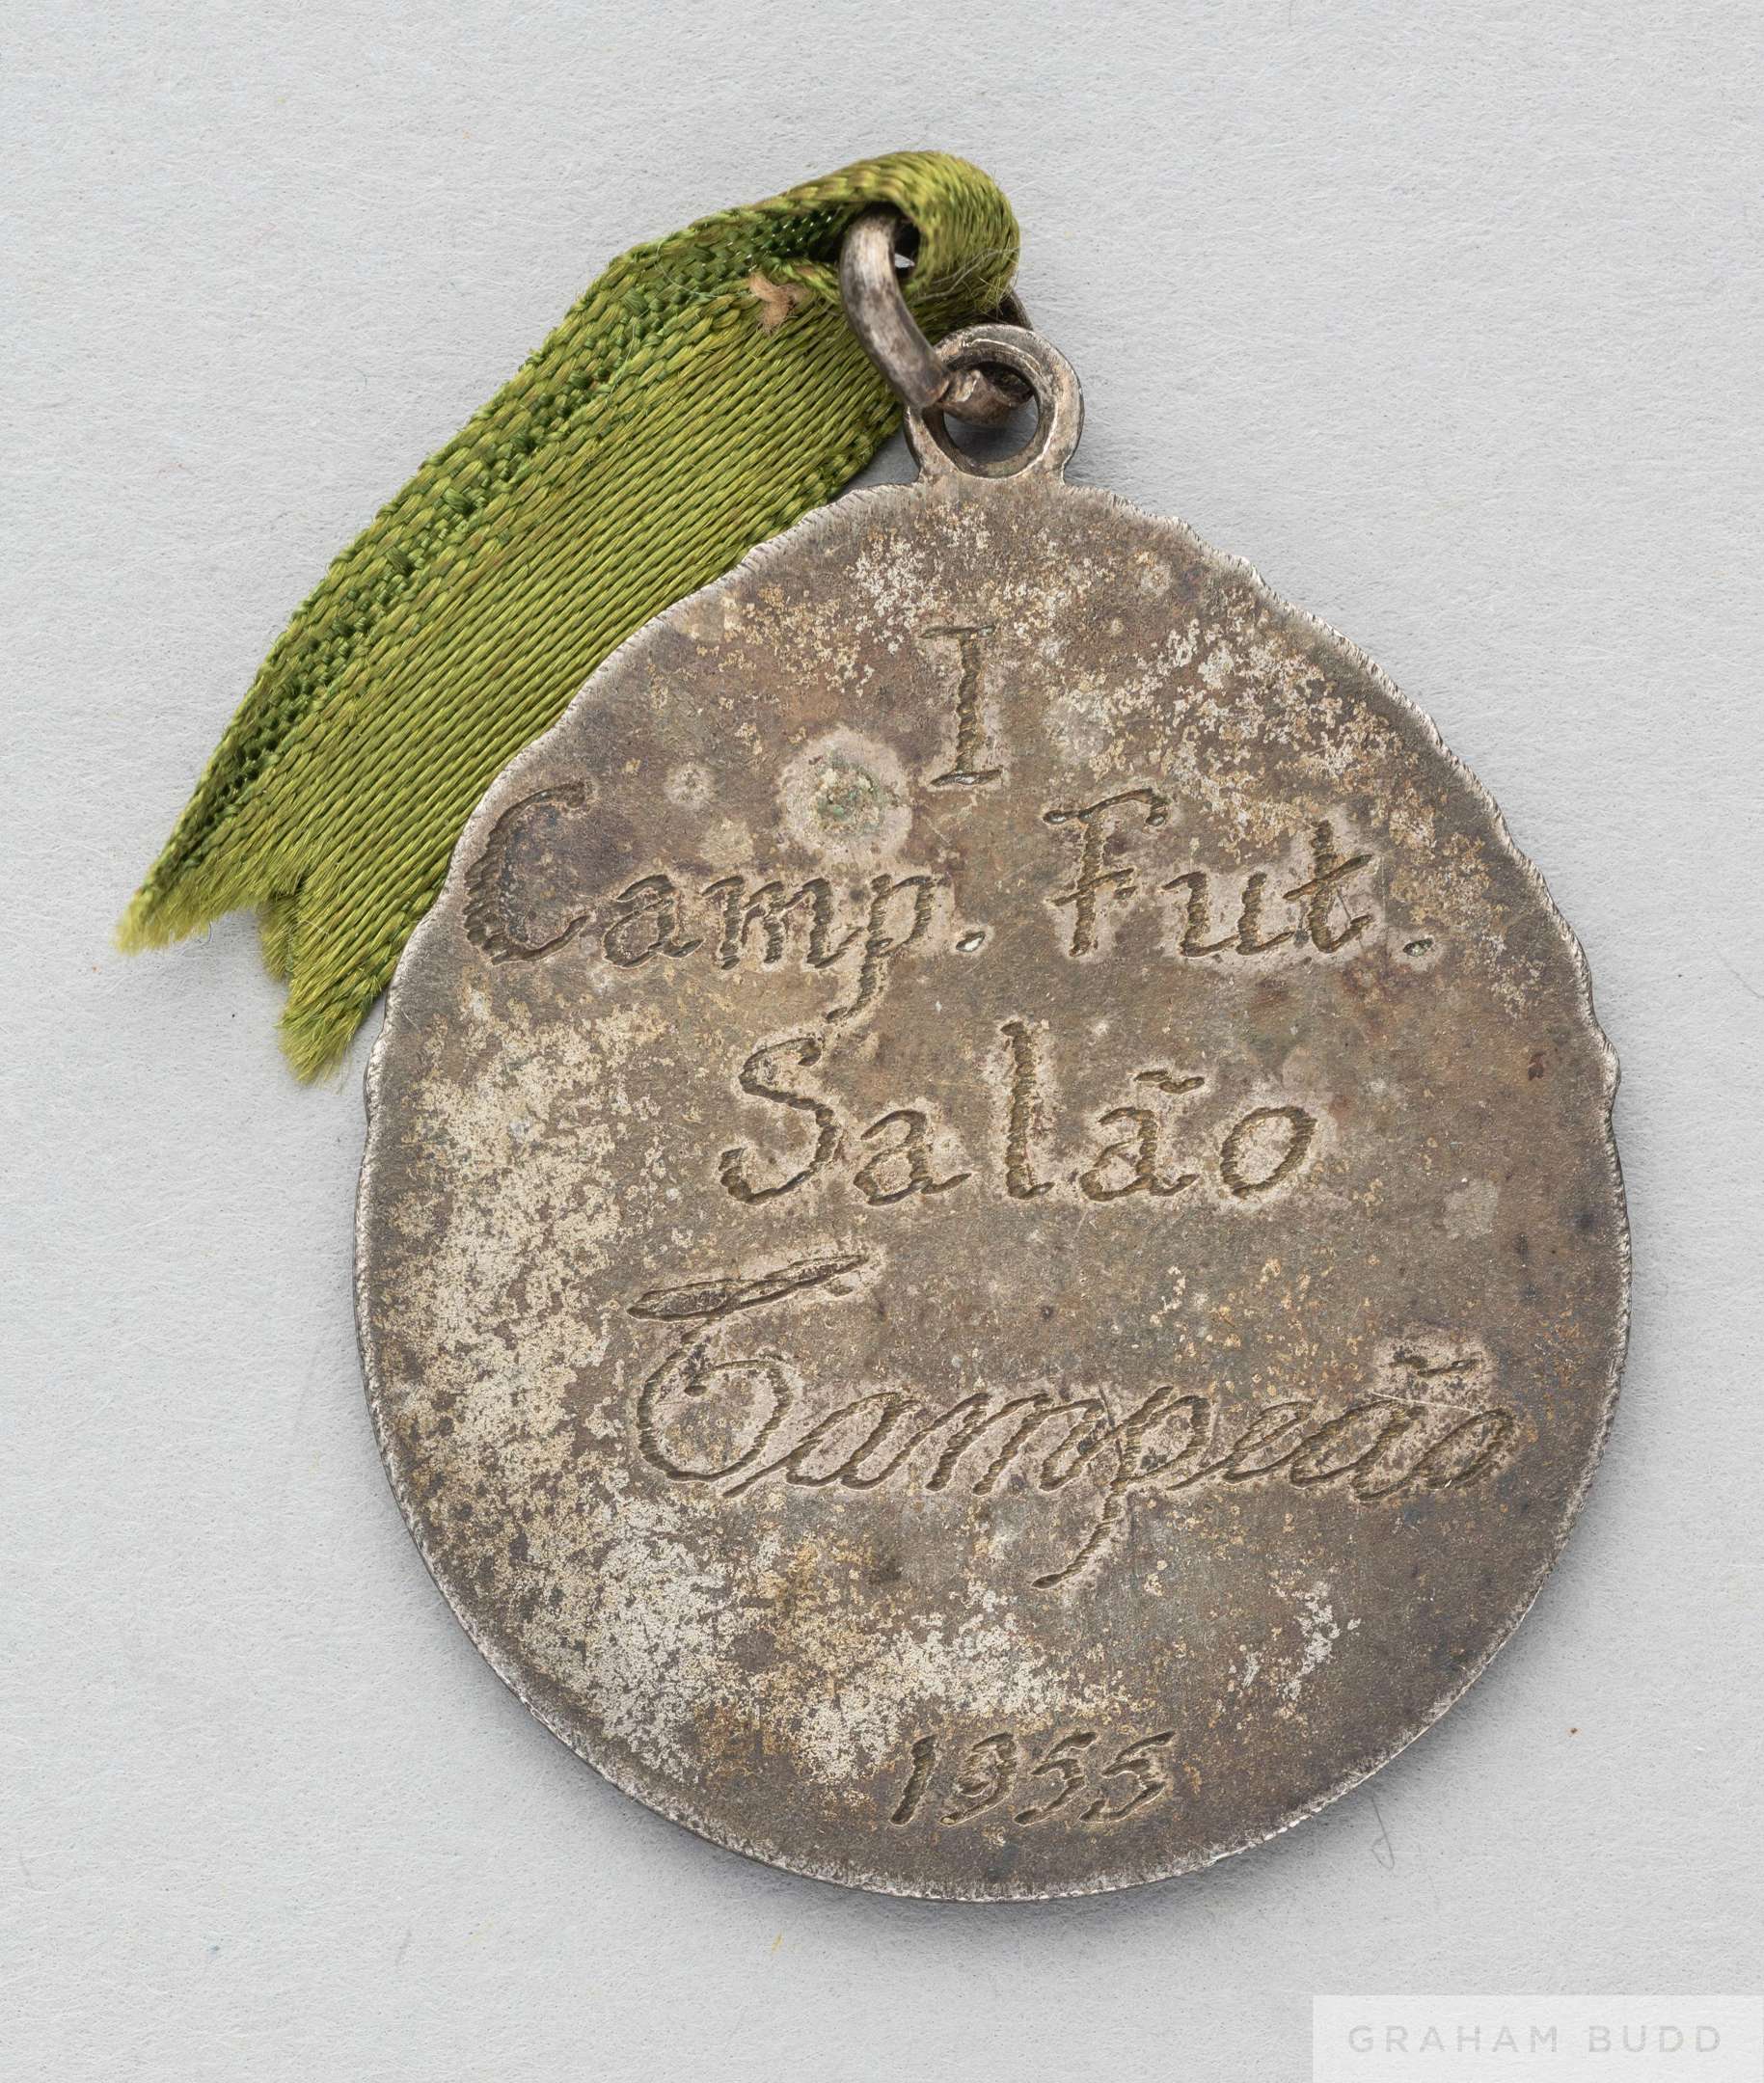 I
Camp. Fut.
Salão
Campeão
1955
GRAHAM BUDD